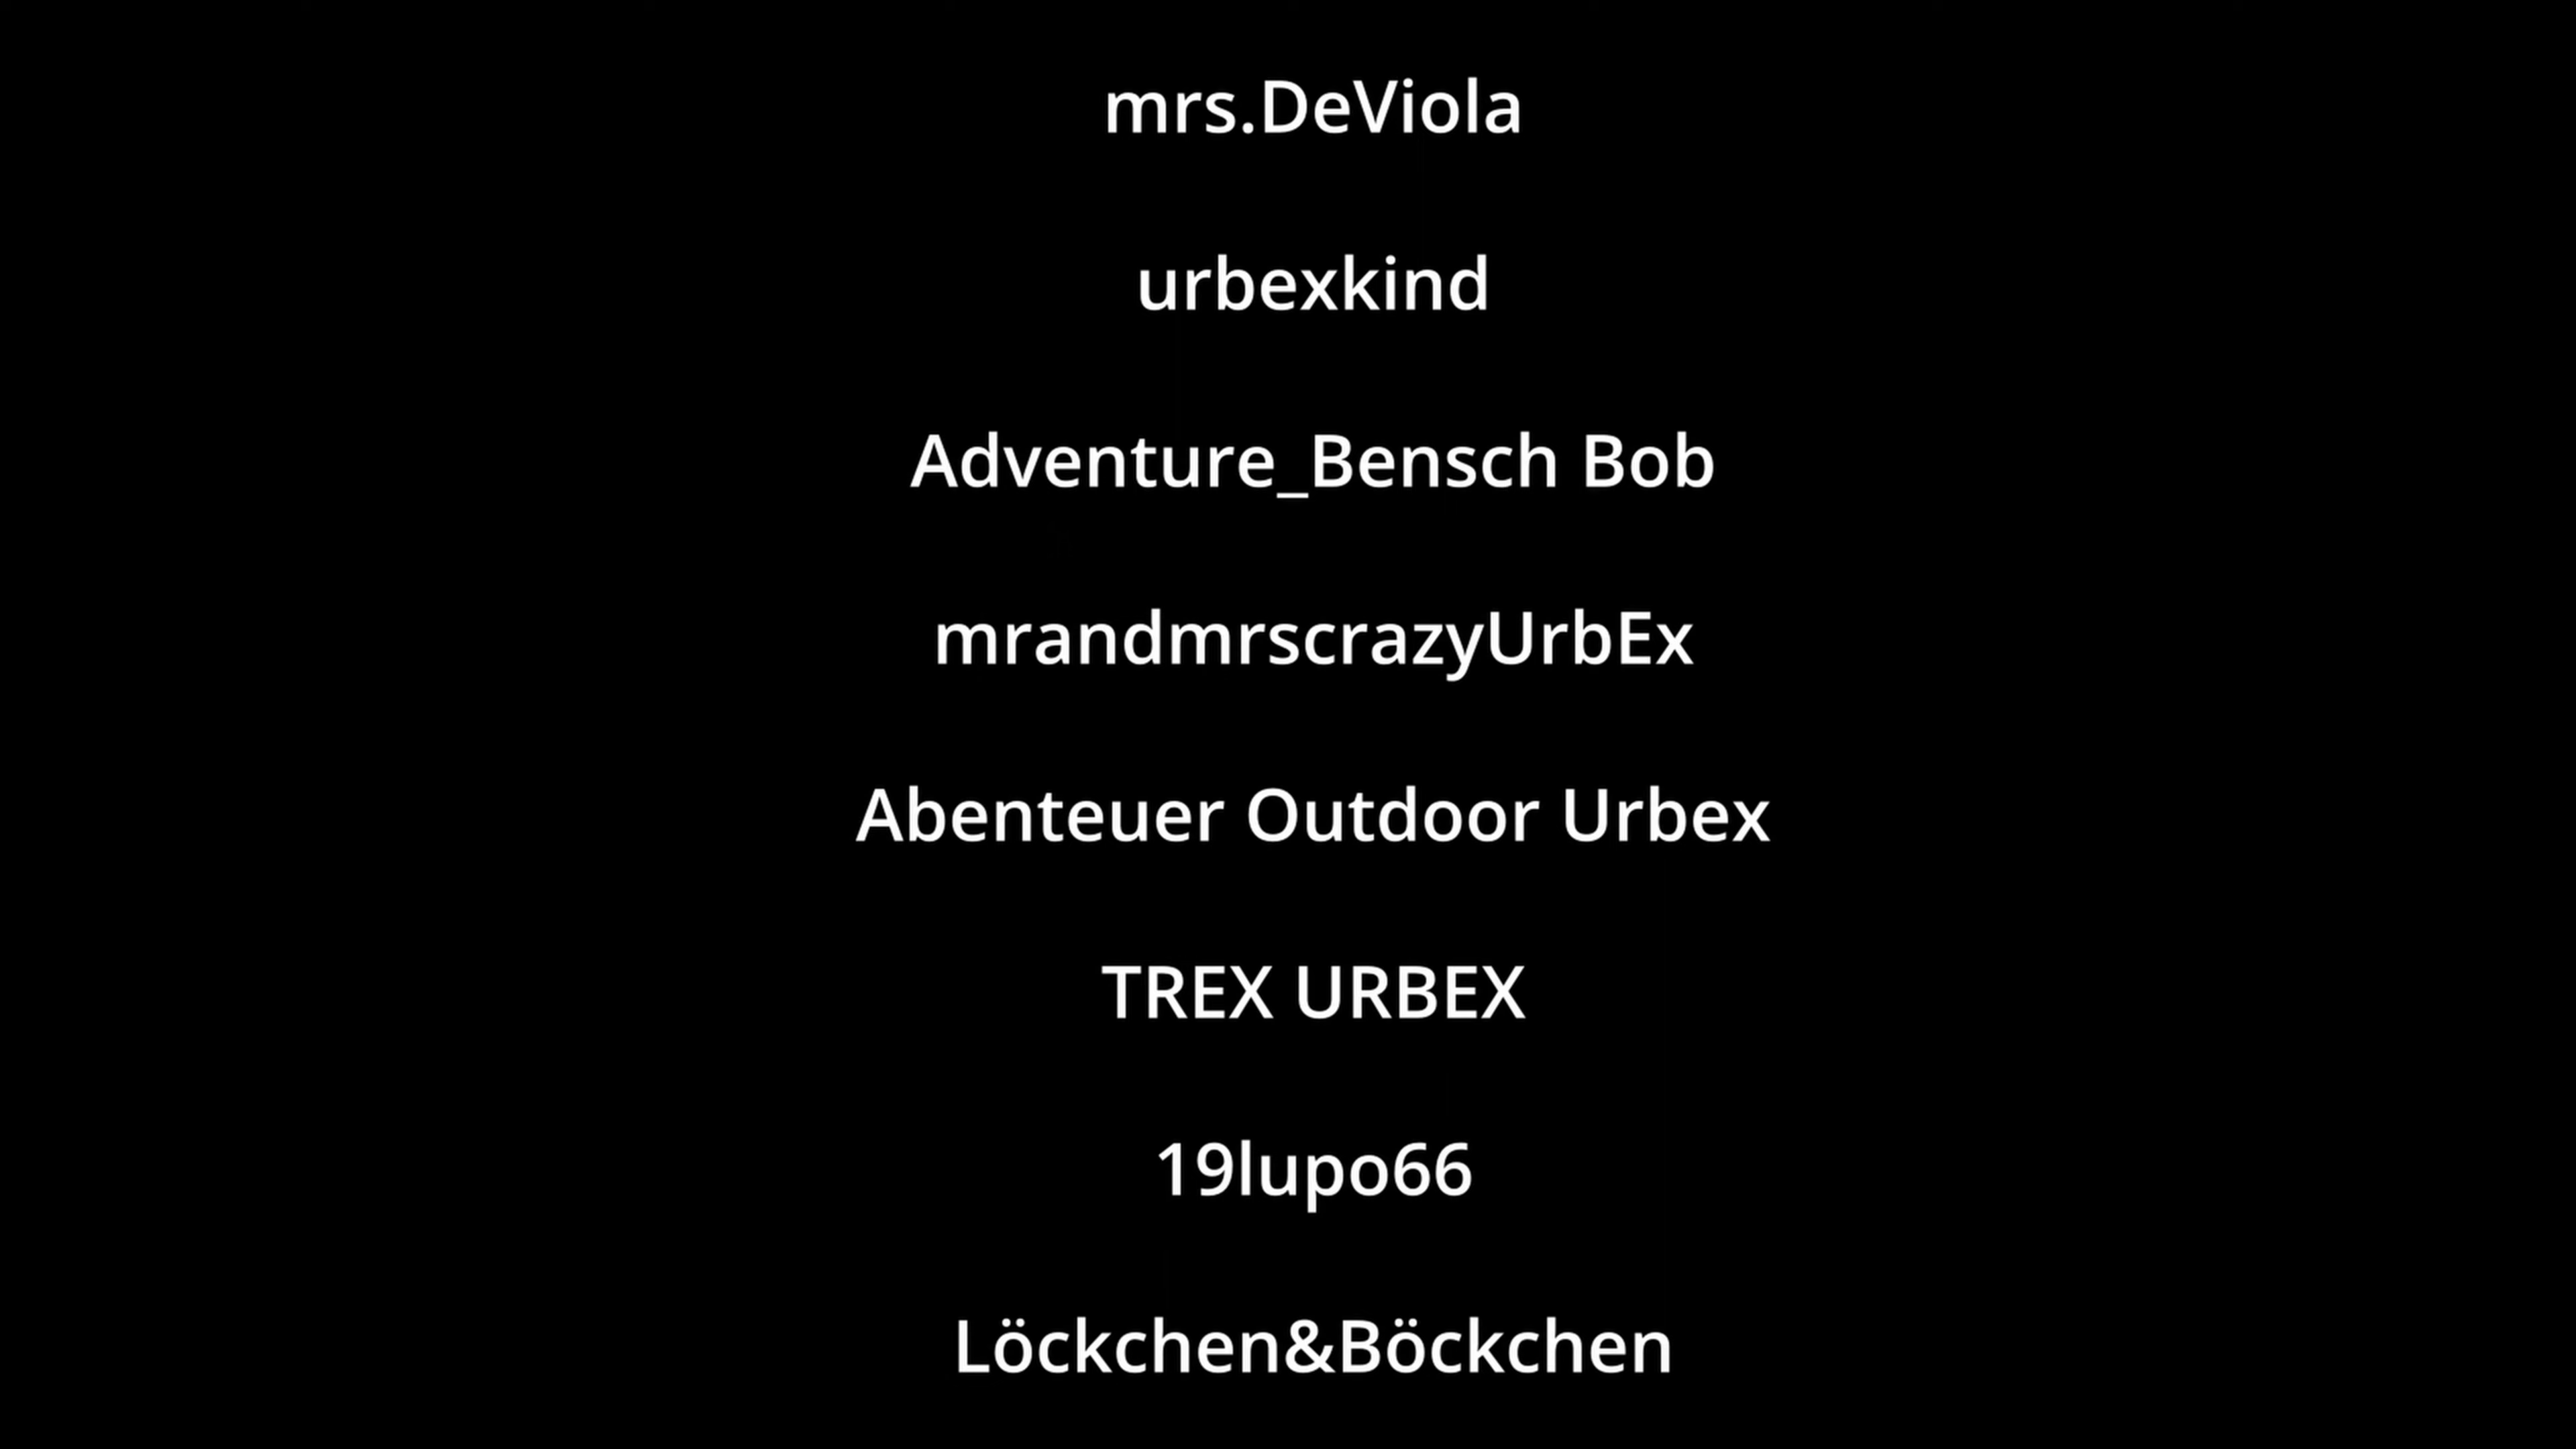 mrs.DeViola
urbexkind
Adventure_Bensch Bob
mrandmrscrazyUrbEx
Abenteuer Outdoor Urbex
TREX URBEX
19lupo66
Löckchen&Böckchen